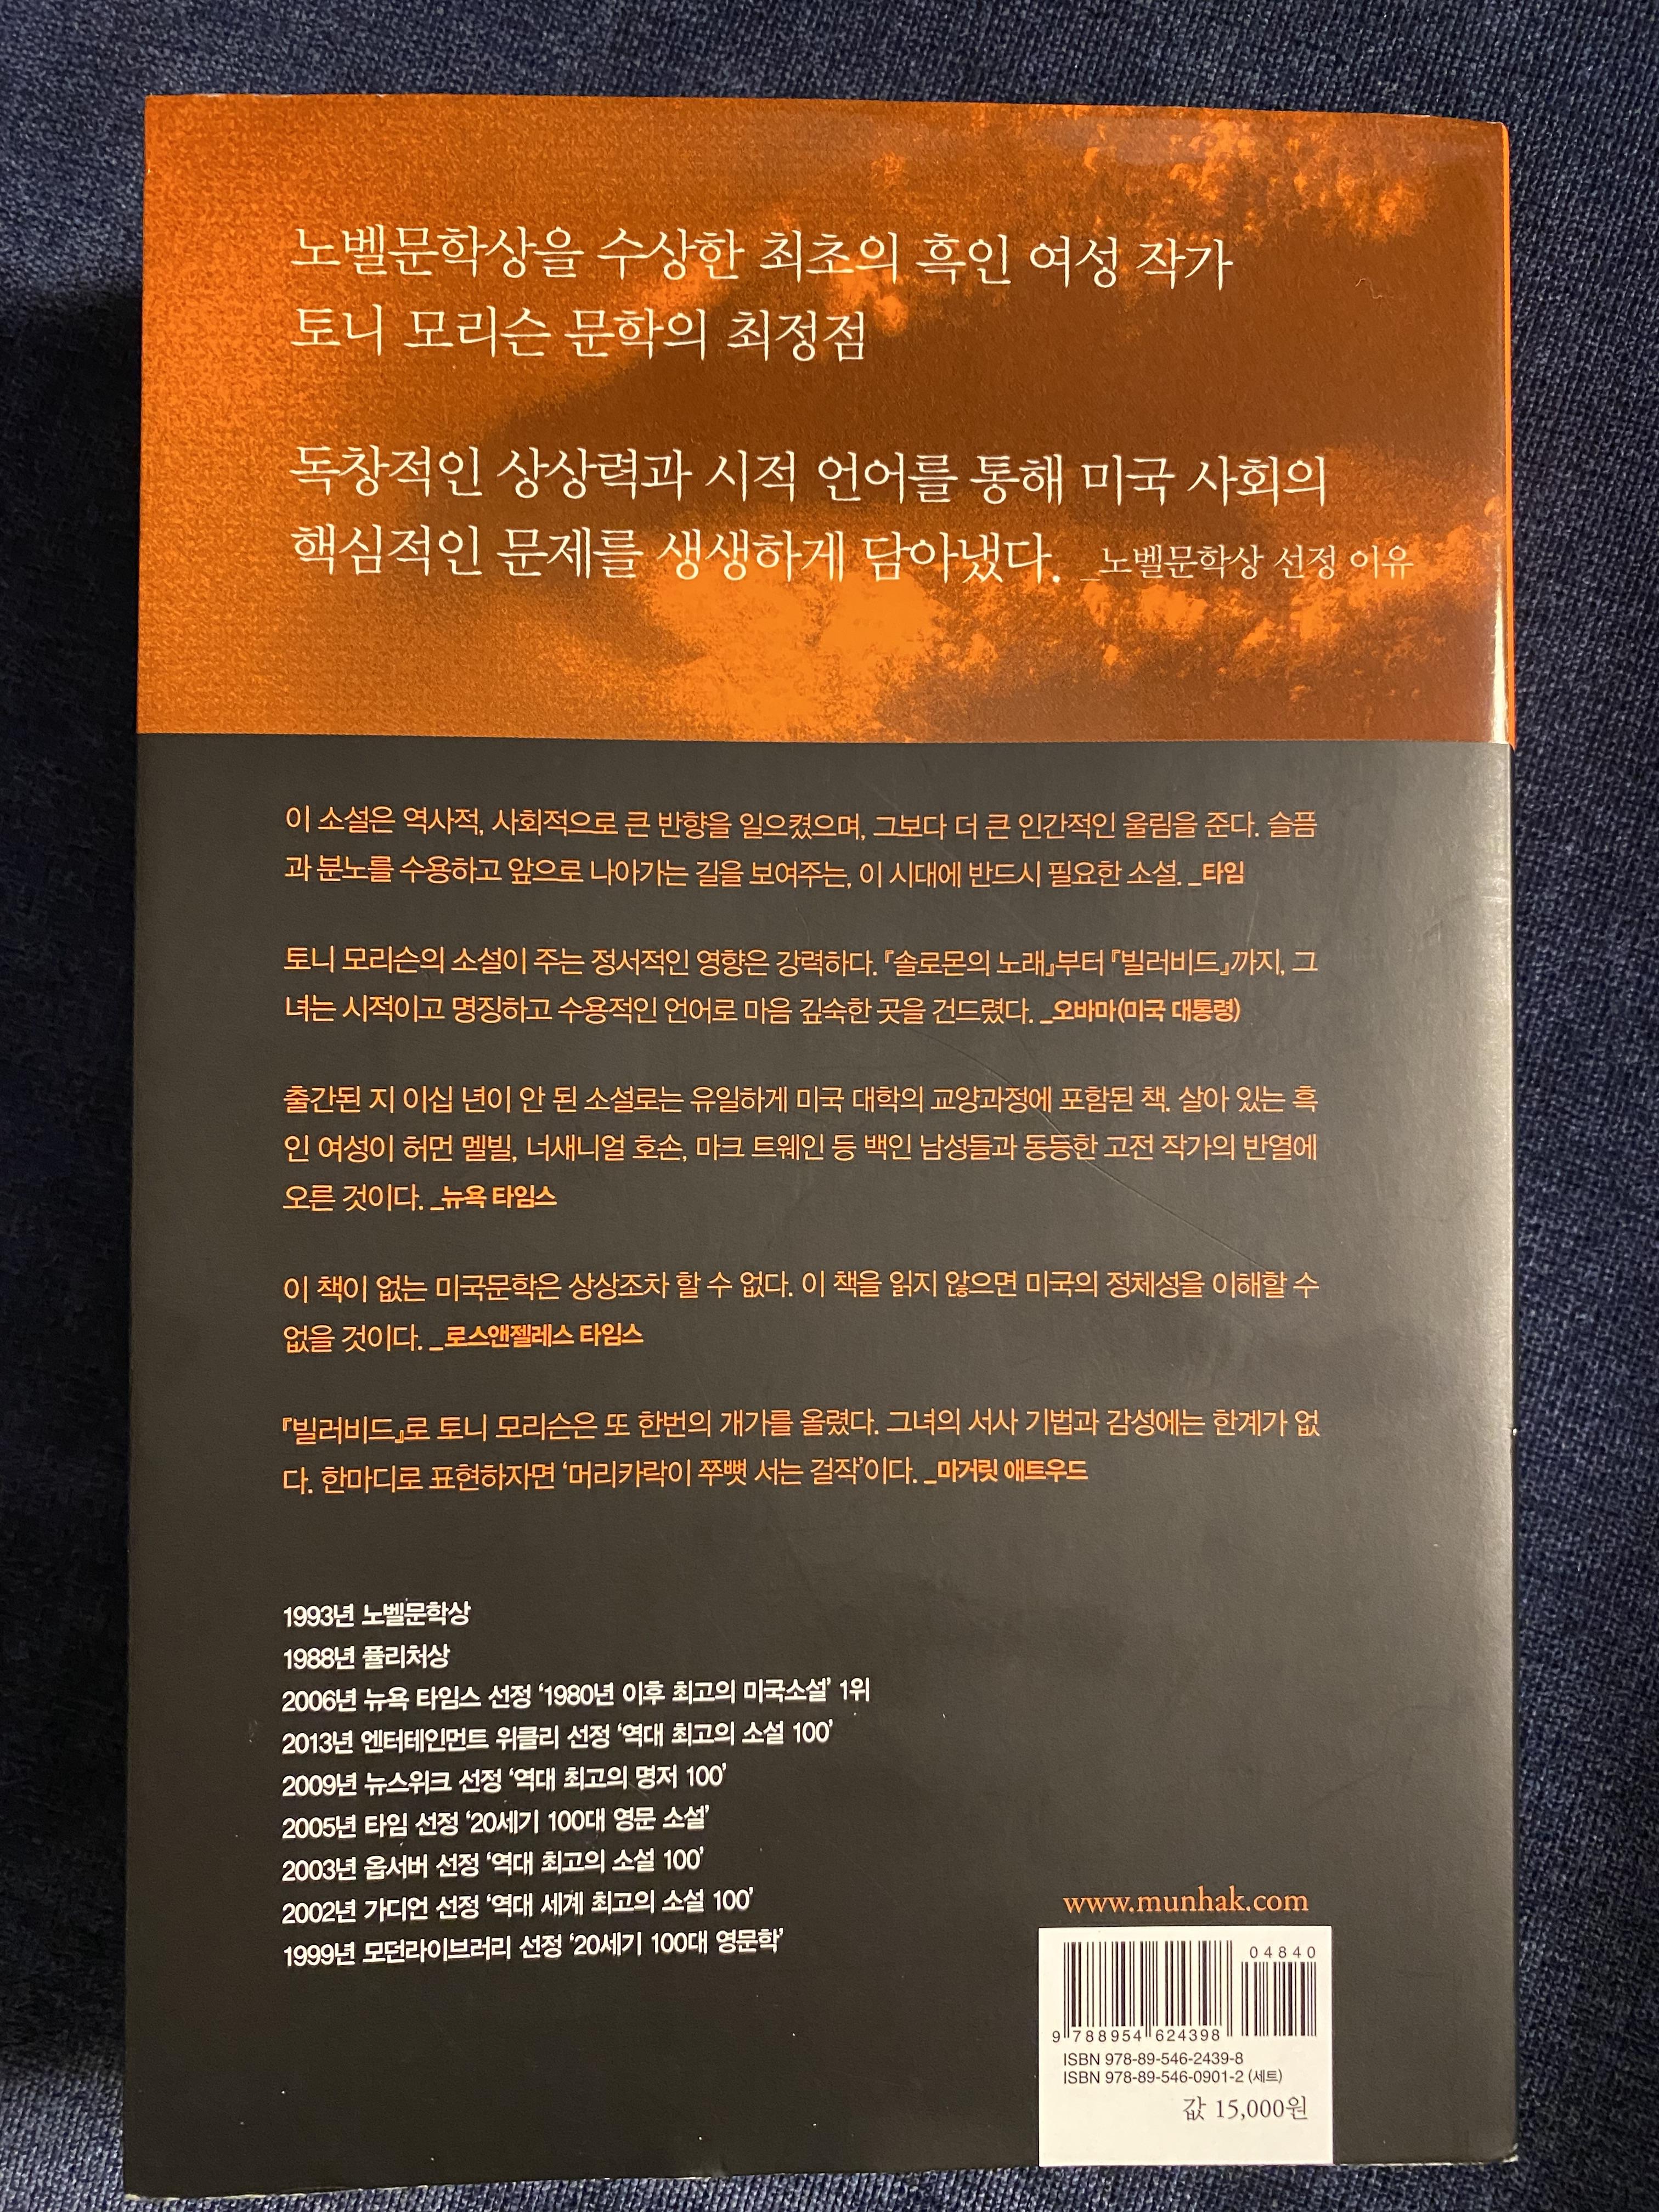 노벨문학상을 수상한 최초의 흑인 여성 작가
토니 모리슨 문학의 최정점
독창적인 상상력과 시적 언어를 통해 미국 사회의
핵심적인 문제를 생생하게 담아냈다. _노벨문학상 선정 이유
이 소설은 역사적, 사회적으로 큰 반향을 일으켰으며, 그보다 더 큰 인간적인 울림을 준다. 슬픔
과 분노를 수용하고 앞으로 나아가는 길을 보여주는, 이 시대에 반드시 필요한 소설. _타임
토니 모리슨의 소설이 주는 정서적인 영향은 강력하다. 『솔로몬의 노래』부터 『빌러비드』까지, 그
녀는 시적이고 명징하고 수용적인 언어로 마음 깊숙한 곳을 건드렸다. _오바마(미국 대통령)
출간된 지 이십 년이 안 된 소설로는 유일하게 미국 대학의 교양과정에 포함된 책. 살아 있는 흑
인 여성이 허먼 멜빌, 너새니얼 호손, 마크 트웨인 등 백인 남성들과 동등한 고전 작가의 반열에
오른 것이다. _뉴욕 타임스
이 책이 없는 미국문학은 상상조차 할 수 없다. 이 책을 읽지 않으면 미국의 정체성을 이해할 수
없을 것이다. _로스앤젤레스 타임스
『빌러비드』로 토니 모리슨은 또 한번의 개가를 올렸다. 그녀의 서사 기법과 감성에는 한계가 없
다. 한마디로 표현하자면 ‘머리카락이 쭈뼛 서는 걸작’이다. _마거릿 애트우드
1993년 노벨문학상
1988년 퓰리처상
2006년 뉴욕 타임스 선정 ‘1980년 이후 최고의 미국소설’ 1위
2013년 엔터테인먼트 위클리 선정 ‘역대 최고의 소설 100’
2009년 뉴스위크 선정 ‘역대 최고의 명저 100’
2005년 타임 선정 ‘20세기 100대 영문 소설’
2003년 옵서버 선정 ‘역대 최고의 소설 100’
2002년 가디언 선정 ‘역대 세계 최고의 소설 100’
1999년 모던라이브러리 선정 ‘20세기 100대 영문학’
www.munhak.com
04840
9 788954 624398
ISBN 978-89-546-2439-8
ISBN 978-89-546-0901-2 (세트)
값 15,000원